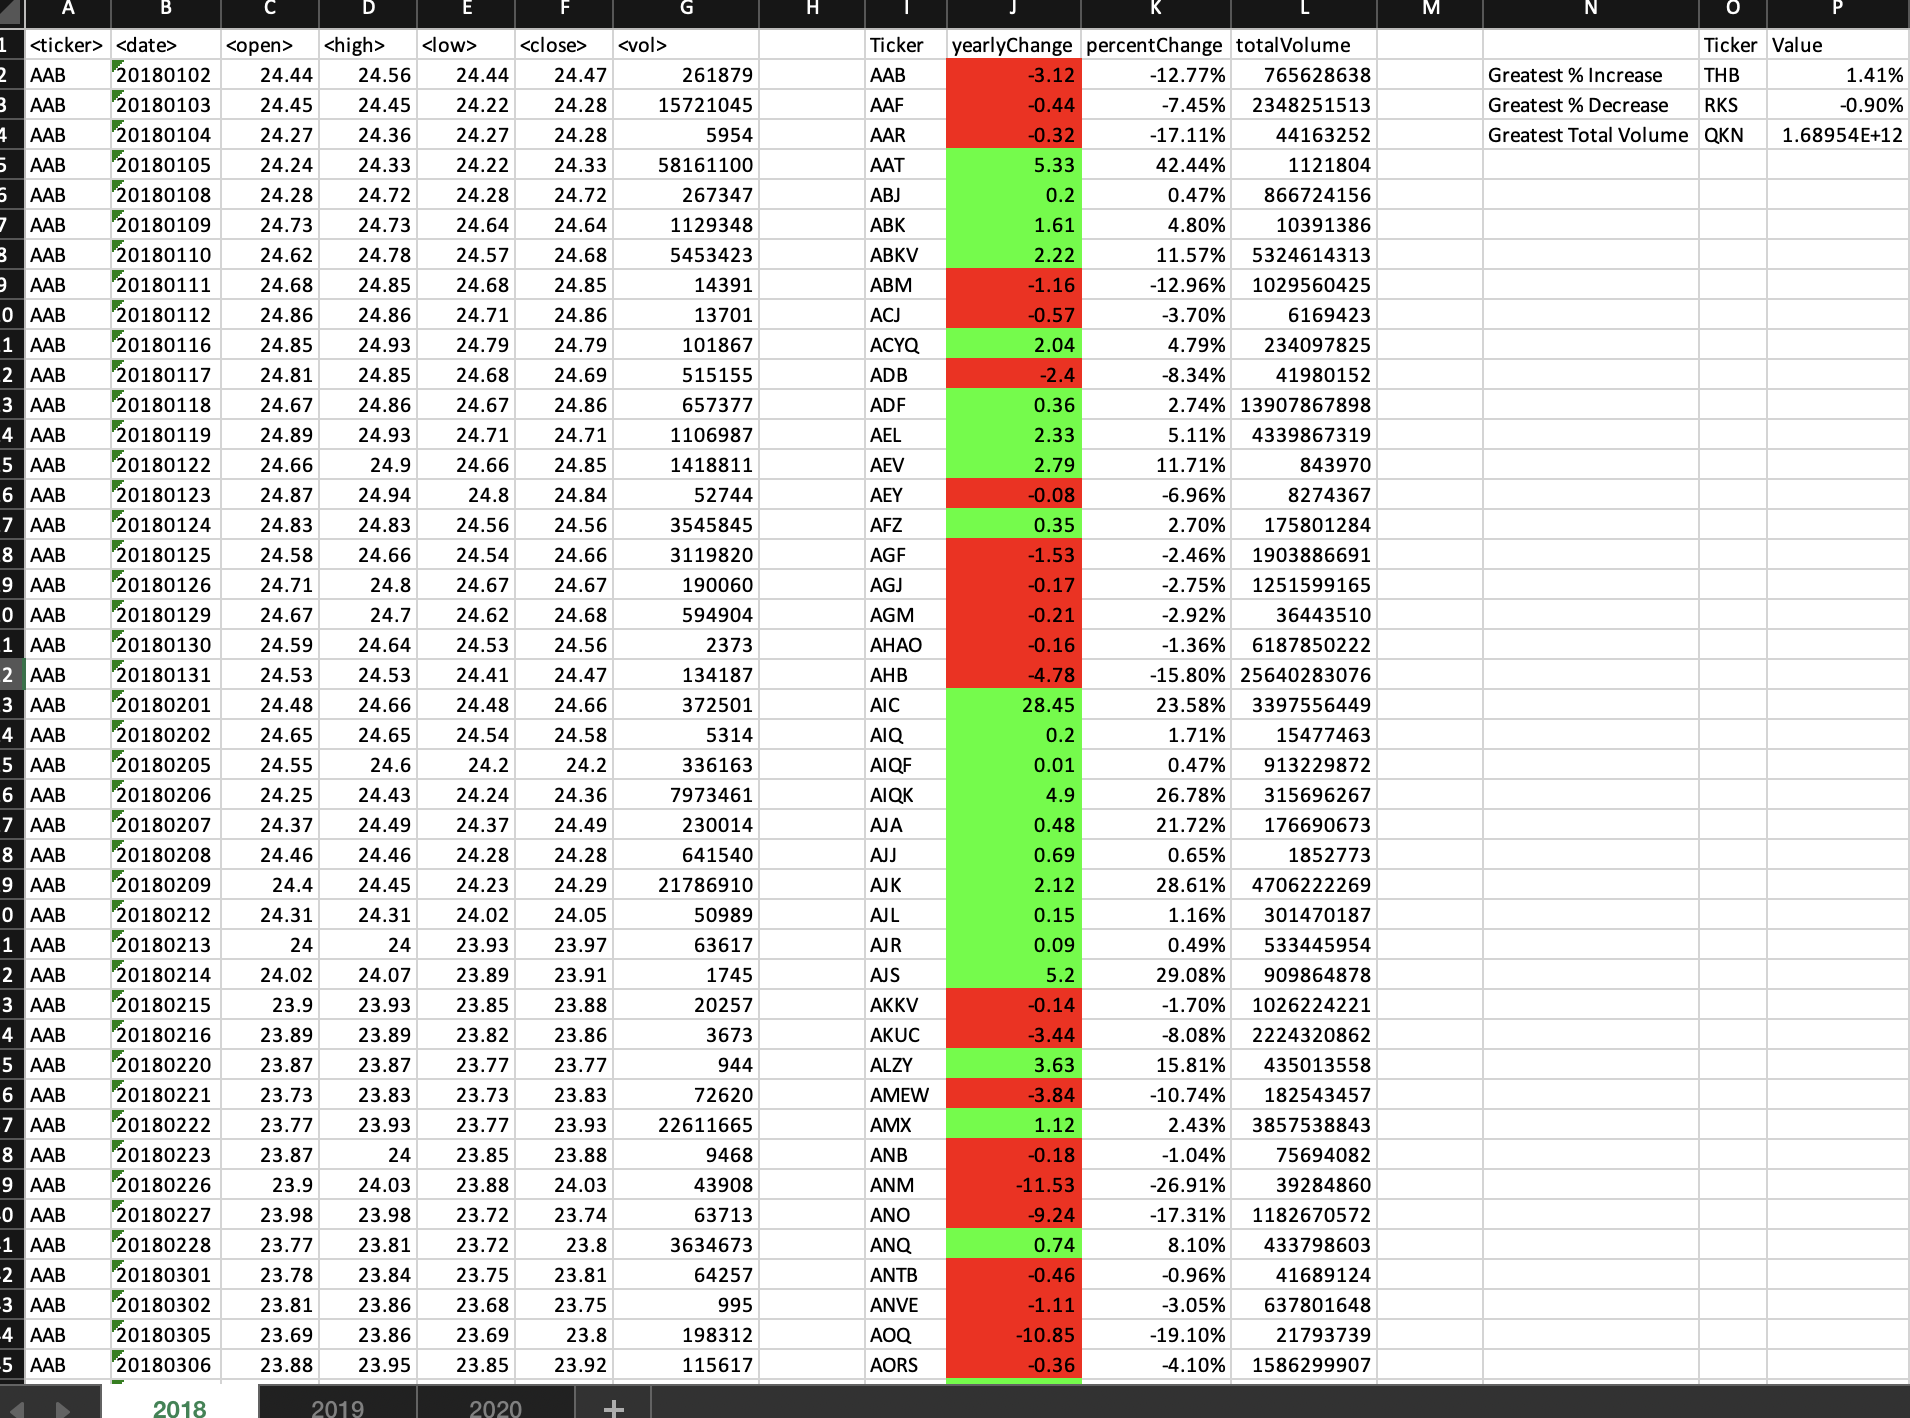 A B C D E F G H I J K L M N O P
1 <ticker> <date> <open> <high> <low> <close> <vol> Ticker yearlyChange percentChange totalVolume Ticker Value
2 AAB 20180102 24.44 24.56 24.44 24.47 261879 AAB -3.12 -12.77% 765628638 Greatest % Increase THB 1.41%
3 AAB 20180103 24.45 24.45 24.22 24.28 15721045 AAF -0.44 -7.45% 2348251513 Greatest % Decrease RKS -0.90%
4 AAB 20180104 24.27 24.36 24.27 24.28 5954 AAR -0.32 -17.11% 44163252 Greatest Total Volume QKN 1.68954E+12
5 AAB 20180105 24.24 24.33 24.22 24.33 58161100 AAT 5.33 42.44% 1121804
6 AAB 20180108 24.28 24.72 24.28 24.72 267347 ABJ 0.2 0.47% 866724156
7 AAB 20180109 24.73 24.73 24.64 24.64 1129348 ABK 1.61 4.80% 10391386
8 AAB 20180110 24.62 24.78 24.57 24.68 5453423 ABKV 2.22 11.57% 5324614313
9 AAB 20180111 24.68 24.85 24.68 24.85 14391 ABM -1.16 -12.96% 1029560425
0 AAB 20180112 24.86 24.86 24.71 24.86 13701 ACJ -0.57 -3.70% 6169423
1 AAB 20180116 24.85 24.93 24.79 24.79 101867 ACYQ 2.04 4.79% 234097825
2 AAB 20180117 24.81 24.85 24.68 24.69 515155 ADB -2.4 -8.34% 41980152
3 AAB 20180118 24.67 24.86 24.67 24.86 657377 ADF 0.36 2.74% 13907867898
4 AAB 20180119 24.89 24.93 24.71 24.71 1106987 AEL 2.33 5.11% 4339867319
5 AAB 20180122 24.66 24.9 24.66 24.85 1418811 AEV 2.79 11.71% 843970
6 AAB 20180123 24.87 24.94 24.8 24.84 52744 AEY -0.08 -6.96% 8274367
7 AAB 20180124 24.83 24.83 24.56 24.56 3545845 AFZ 0.35 2.70% 175801284
8 AAB 20180125 24.58 24.66 24.54 24.66 3119820 AGF -1.53 -2.46% 1903886691
9 AAB 20180126 24.71 24.8 24.67 24.67 190060 AGJ -0.17 -2.75% 1251599165
0 AAB 20180129 24.67 24.7 24.62 24.68 594904 AGM -0.21 -2.92% 36443510
1 AAB 20180130 24.59 24.64 24.53 24.56 2373 AHAO -0.16 -1.36% 6187850222
2 AAB 20180131 24.53 24.53 24.41 24.47 134187 AHB -4.78 -15.80% 25640283076
3 AAB 20180201 24.48 24.66 24.48 24.66 372501 AIC 28.45 23.58% 3397556449
4 AAB 20180202 24.65 24.65 24.54 24.58 5314 AIQ 0.2 1.71% 15477463
5 AAB 20180205 24.55 24.6 24.2 24.2 336163 AIQF 0.01 0.47% 913229872
6 AAB 20180206 24.25 24.43 24.24 24.36 7973461 AIQK 4.9 26.78% 315696267
7 AAB 20180207 24.37 24.49 24.37 24.49 230014 AJA 0.48 21.72% 176690673
8 AAB 20180208 24.46 24.46 24.28 24.28 641540 AJJ 0.69 0.65% 1852773
9 AAB 20180209 24.4 24.45 24.23 24.29 21786910 AJK 2.12 28.61% 4706222269
0 AAB 20180212 24.31 24.31 24.02 24.05 50989 AJL 0.15 1.16% 301470187
1 AAB 20180213 24 24 23.93 23.97 63617 AJR 0.09 0.49% 533445954
2 AAB 20180214 24.02 24.07 23.89 23.91 1745 AJS 5.2 29.08% 909864878
3 AAB 20180215 23.9 23.93 23.85 23.88 20257 AKKV -0.14 -1.70% 1026224221
4 AAB 20180216 23.89 23.89 23.82 23.86 3673 AKUC -3.44 -8.08% 2224320862
5 AAB 20180220 23.87 23.87 23.77 23.77 944 ALZY 3.63 15.81% 435013558
6 AAB 20180221 23.73 23.83 23.73 23.83 72620 AMEW -3.84 -10.74% 182543457
7 AAB 20180222 23.77 23.93 23.77 23.93 22611665 AMX 1.12 2.43% 3857538843
8 AAB 20180223 23.87 24 23.85 23.88 9468 ANB -0.18 -1.04% 75694082
9 AAB 20180226 23.9 24.03 23.88 24.03 43908 ANM -11.53 -26.91% 39284860
0 AAB 20180227 23.98 23.98 23.72 23.74 63713 ANO -9.24 -17.31% 1182670572
1 AAB 20180228 23.77 23.81 23.72 23.8 3634673 ANQ 0.74 8.10% 433798603
2 AAB 20180301 23.78 23.84 23.75 23.81 64257 ANTB -0.46 -0.96% 41689124
3 AAB 20180302 23.81 23.86 23.68 23.75 995 ANVE -1.11 -3.05% 637801648
4 AAB 20180305 23.69 23.86 23.69 23.8 198312 AOQ -10.85 -19.10% 21793739
5 AAB 20180306 23.88 23.95 23.85 23.92 115617 AORS -0.36 -4.10% 1586299907
2018 2019 2020 +